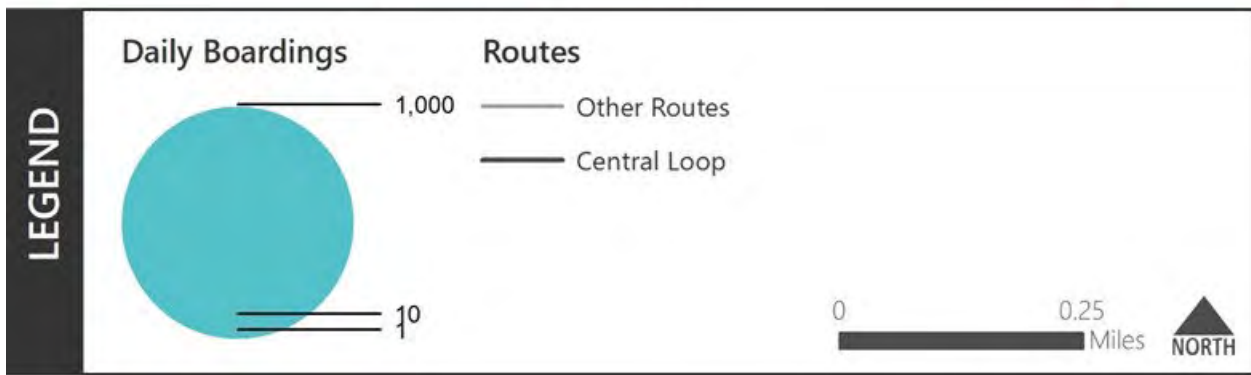 LEGEND
Daily Boardings
1,000
10
1
Routes
Other Routes
Central Loop
0 0.25
Miles
NORTH